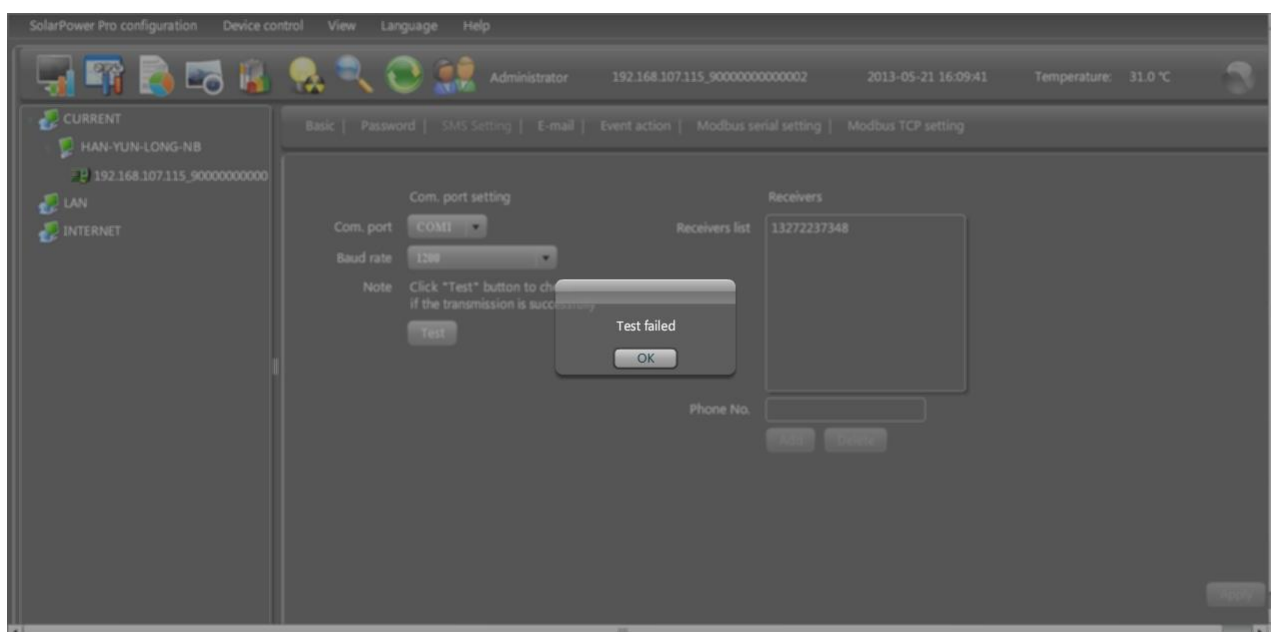 SolarPower Pro configuration Device control View Language Help
Administrator 192.168.107.115_90000000000002 2013-05-21 16:09:41 Temperature: 31.0 ℃
CURRENT
HAN-YUN-LONG-NB
192.168.107.115_90000000000
LAN
INTERNET
Basic | Password | SMS Setting | E-mail | Event action | Modbus serial setting | Modbus TCP setting
Com. port setting
Com. port COM1
Baud rate 1200
Note Click "Test" button to che
if the transmission is successfully
Test
Receivers
Receivers list 13272237348
Phone No.
Add Delete
Test failed
OK
Apply